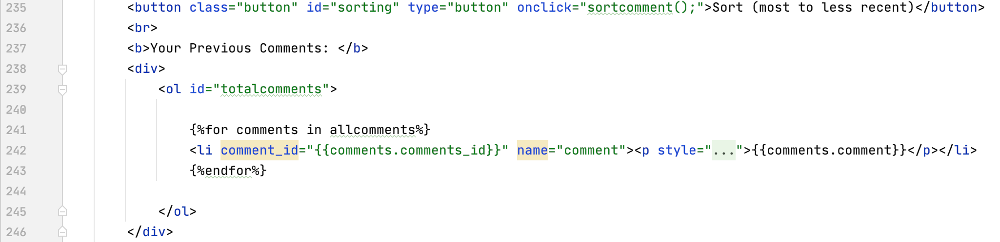 235 <button class="button" id="sorting" type="button" onclick="sortcomment();">Sort (most to less recent)</button>
236 <br>
237 <b>Your Previous Comments: </b>
238 <div>
239 <ol id="totalcomments">
240
241 {%for comments in allcomments%}
242 <li comment_id="{{comments.comments_id}}" name="comment"><p style="...">{{comments.comment}}</p></li>
243 {%endfor%}
244
245 </ol>
246 </div>